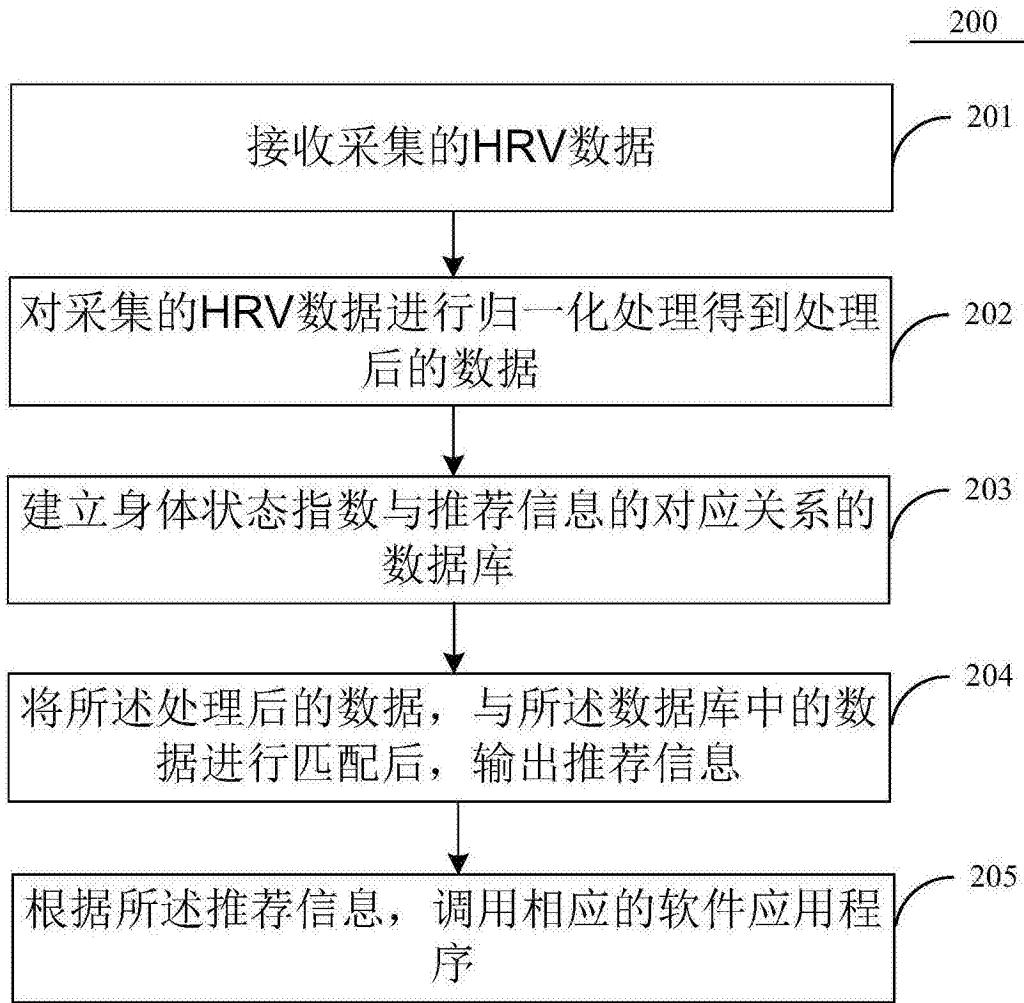 200
接收采集的HRV数据
201
对采集的HRV数据进行归一化处理得到处理
后的数据
202
建立身体状态指数与推荐信息的对应关系的
数据库
203
将所述处理后的数据，与所述数据库中的数
据进行匹配后，输出推荐信息
204
根据所述推荐信息，调用相应的软件应用程
序
205